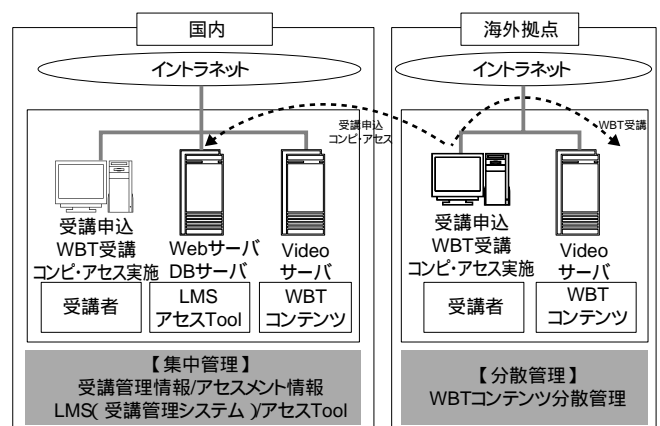 国内
イントラネット
受講申込
WBT受講
コンピ・アセス実施
Webサーバ
DBサーバ
Video
サーバ
受講者
LMS
アセスTool
WBT
コンテンツ
【集中管理】
受講管理情報/アセスメント情報
LMS(受講管理システム)/アセスTool
受講申込
コンピ・アセス
海外拠点
イントラネット
WBT受講
受講申込
WBT受講
コンピ・アセス実施
Video
サーバ
受講者
WBT
コンテンツ
【分散管理】
WBTコンテンツ分散管理